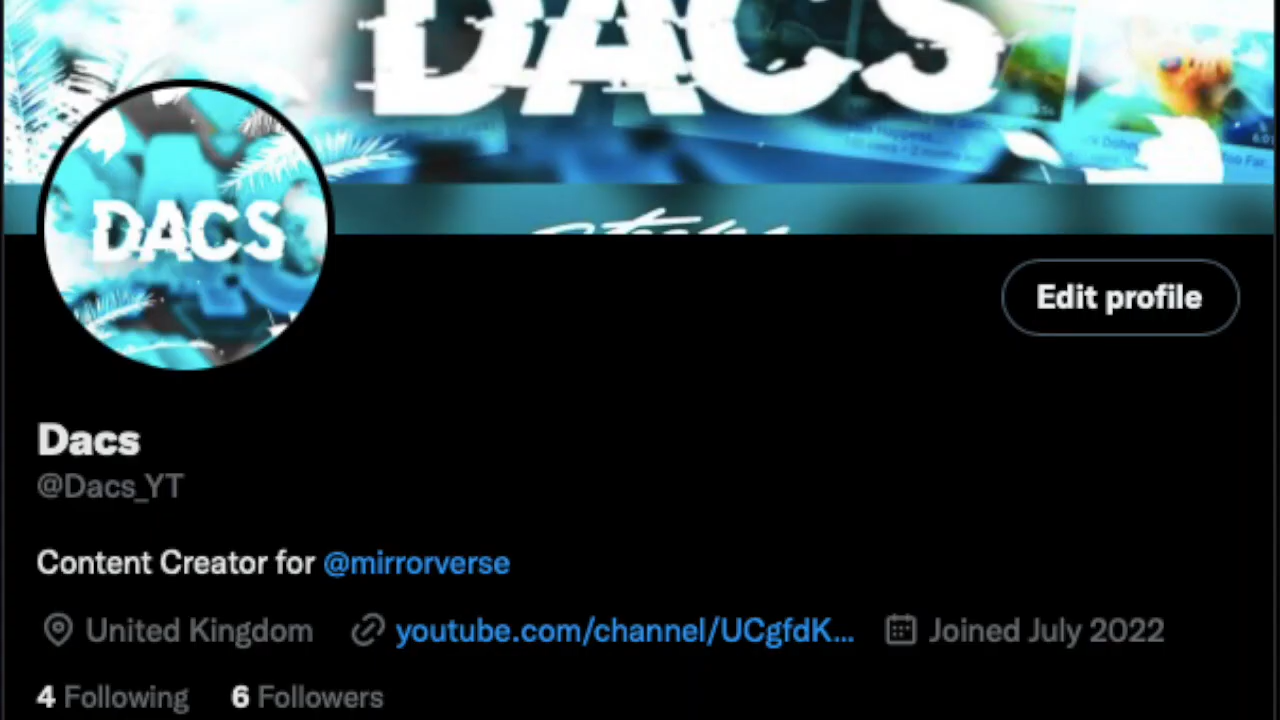 DACS
DACS
Edit profile
Dacs
@Dacs_YT
Content Creator for @mirrorverse
United Kingdom youtube.com/channel/UCgfdK... Joined July 2022
4 Following 6 Followers